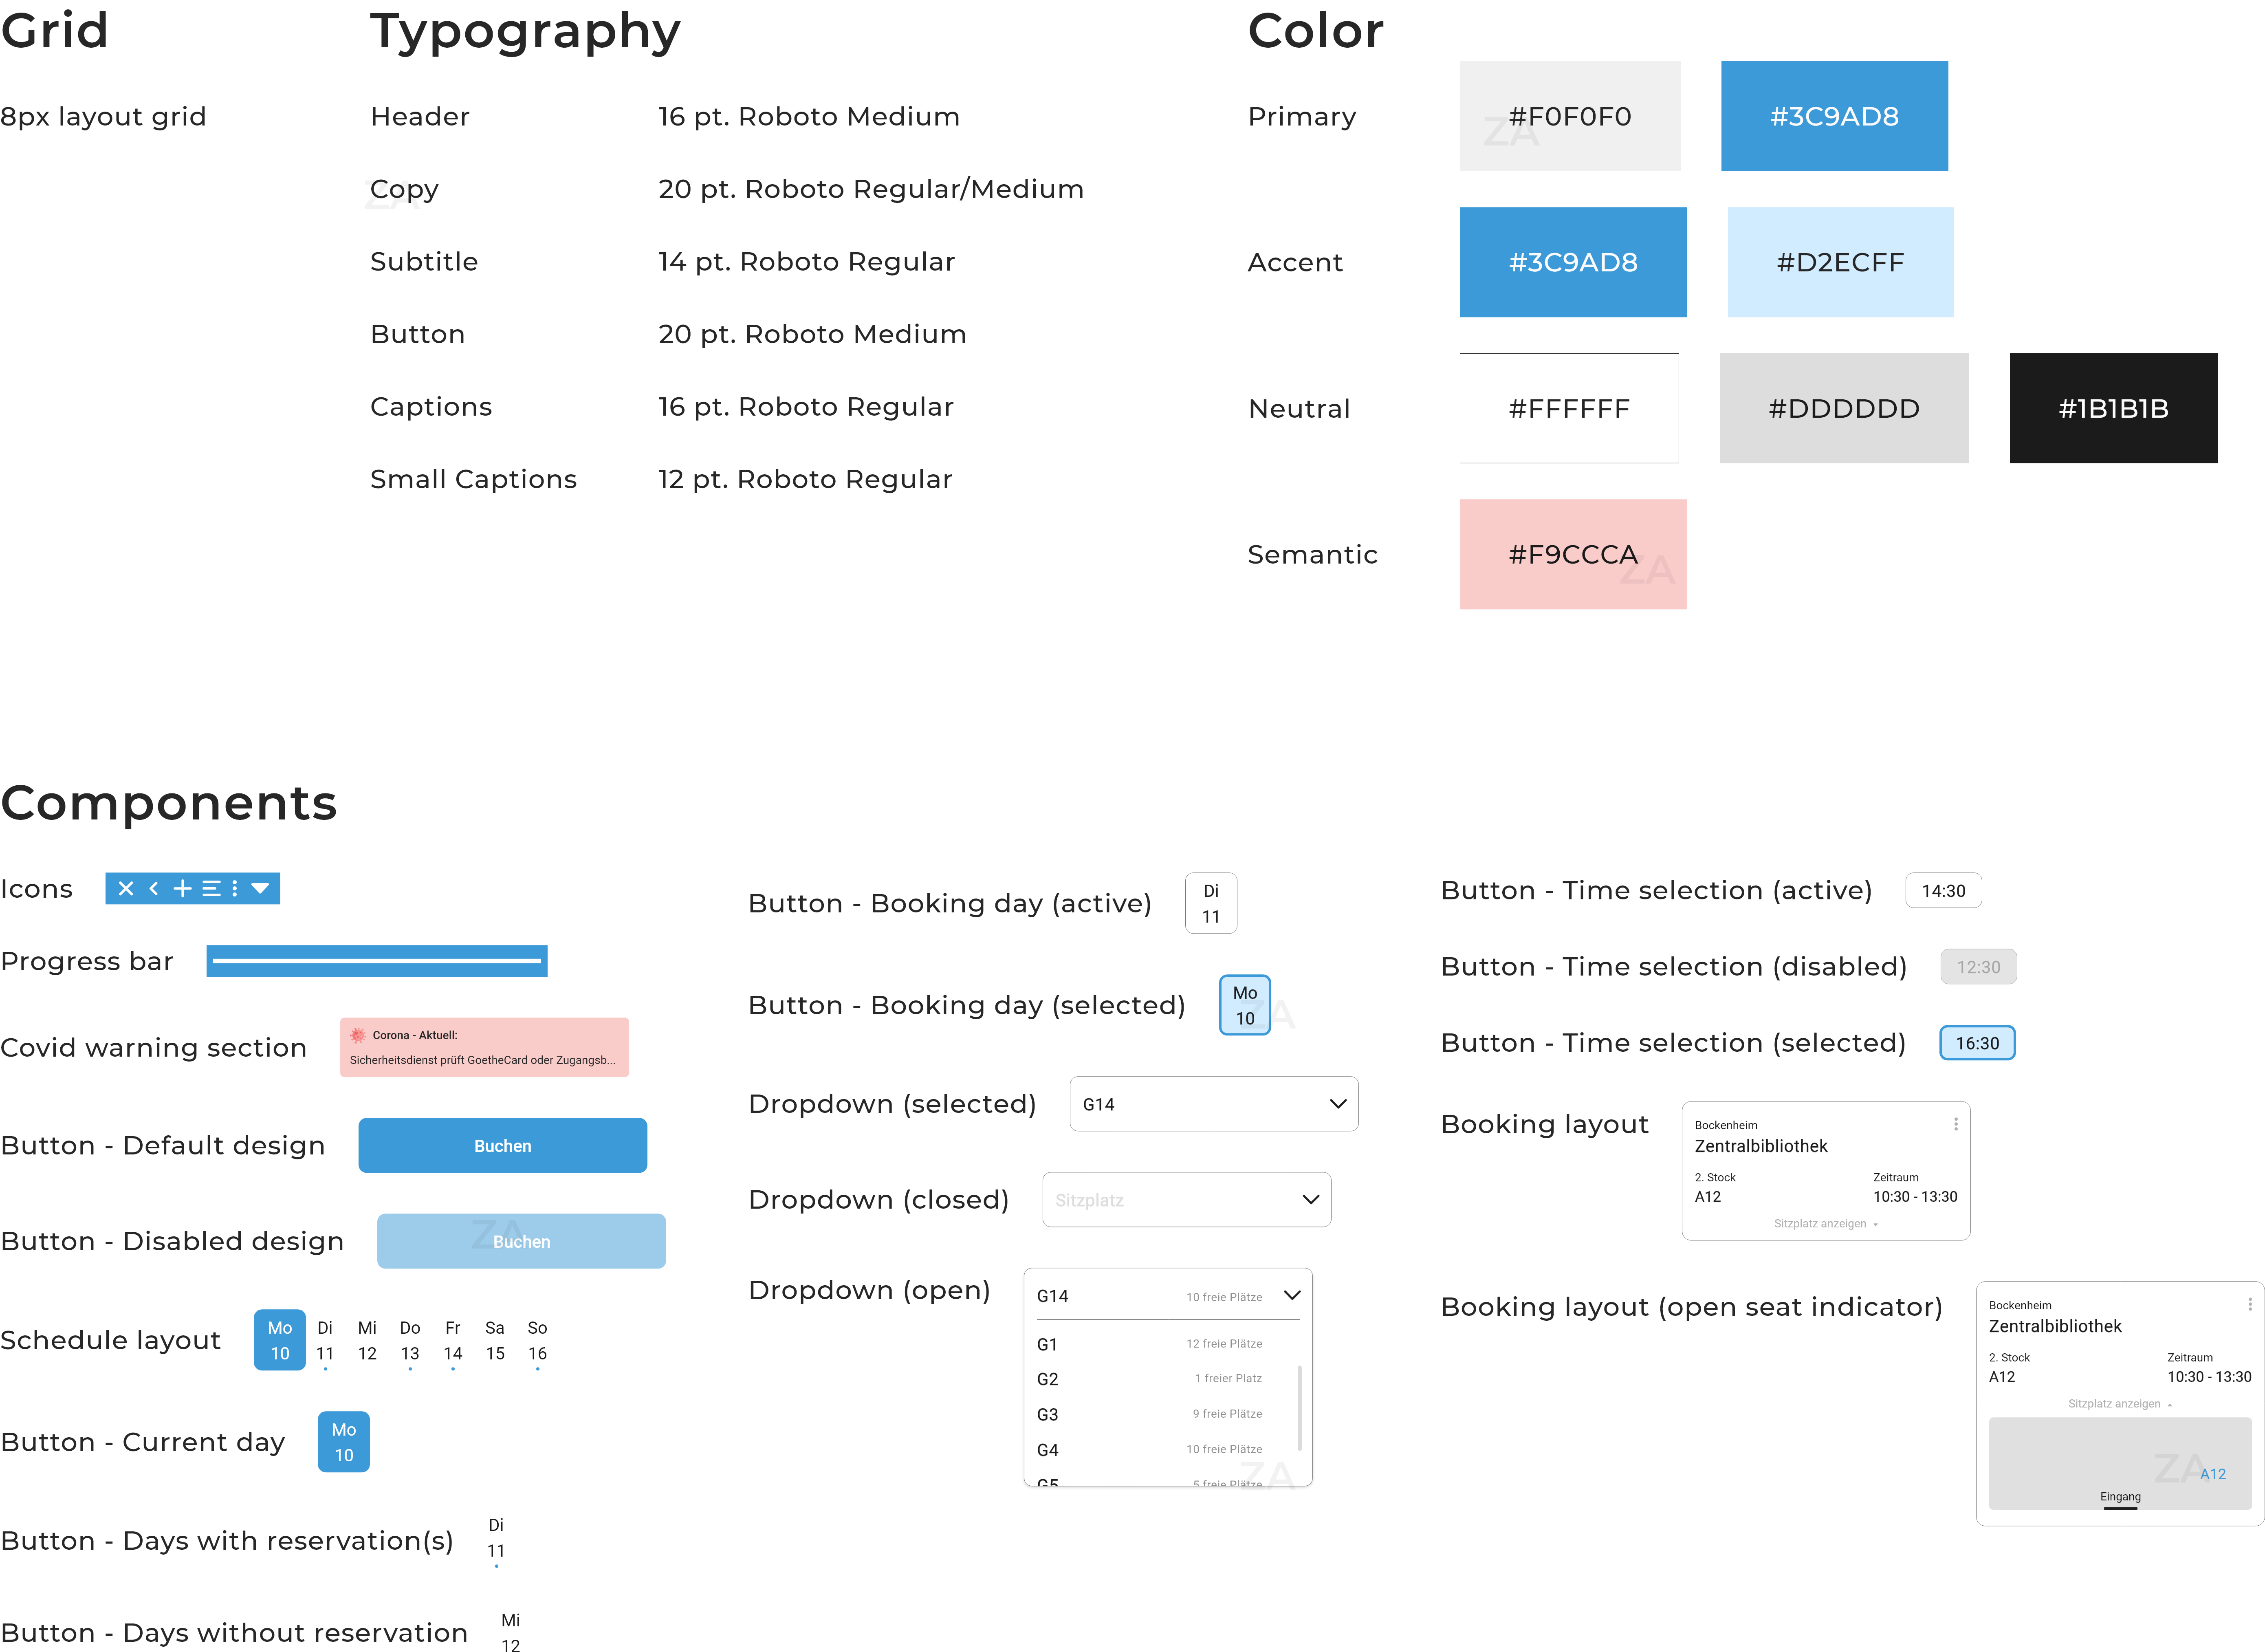 Grid
8px layout grid
Typography
Header 16 pt. Roboto Medium
Copy 20 pt. Roboto Regular/Medium
Subtitle 14 pt. Roboto Regular
Button 20 pt. Roboto Medium
Captions 16 pt. Roboto Regular
Small Captions 12 pt. Roboto Regular
Color
Primary #F0F0F0 #3C9AD8
Accent #3C9AD8 #D2ECFF
Neutral #FFFFFF #DDDDDD #1B1B1B
Semantic #F9CCCA
ZA
ZA
ZA
Components
Icons
Progress bar
Covid warning section
Corona - Aktuell:
Sicherheitsdienst prüft GoetheCard oder Zugangsb...
Button - Default design
Buchen
Button - Disabled design
Buchen
ZA
Schedule layout
Mo Di Mi Do Fr Sa So
10 11 12 13 14 15 16
Button - Current day
Mo
10
Button - Days with reservation(s)
Di
11
Button - Days without reservation
Mi
12
Button - Booking day (active)
Di
11
Button - Booking day (selected)
Mo
10
ZA
Dropdown (selected)
G14
Dropdown (closed)
Sitzplatz
Dropdown (open)
G14 10 freie Plätze
G1 12 freie Plätze
G2 1 freier Platz
G3 9 freie Plätze
G4 10 freie Plätze
G5 5 freie Plätze
ZA
Button - Time selection (active)
14:30
Button - Time selection (disabled)
12:30
Button - Time selection (selected)
16:30
Booking layout
Bockenheim
Zentralbibliothek
2. Stock Zeitraum
A12 10:30 - 13:30
Sitzplatz anzeigen
Booking layout (open seat indicator)
Bockenheim
Zentralbibliothek
2. Stock Zeitraum
A12 10:30 - 13:30
Sitzplatz anzeigen
ZA
A12
Eingang